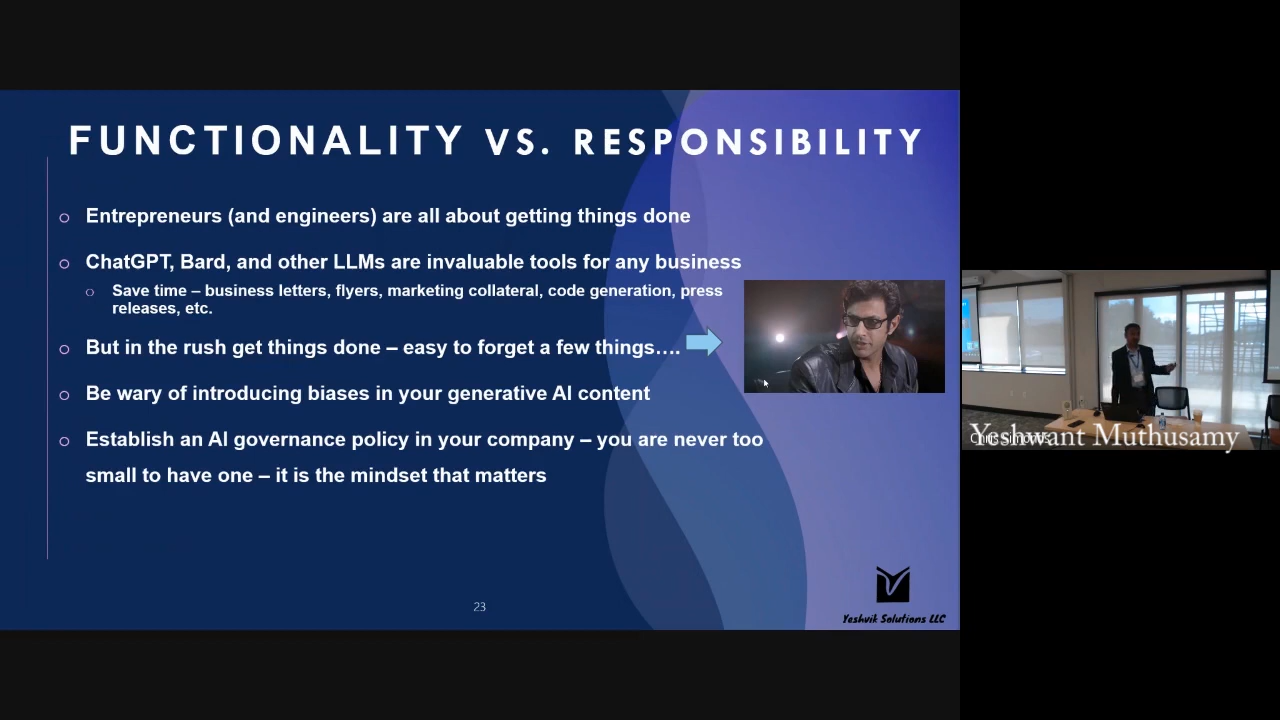 FUNCTIONALITY VS. RESPONSIBILITY
Entrepreneurs (and engineers) are all about getting things done
ChatGPT, Bard, and other LLMs are invaluable tools for any business
Save time – business letters, flyers, marketing collateral, code generation, press
releases, etc.
But in the rush get things done – easy to forget a few things….
Be wary of introducing biases in your generative AI content
Establish an AI governance policy in your company – you are never too
small to have one – it is the mindset that matters
23
Yeshvik Solutions LLC
Yeshwant Muthusamy